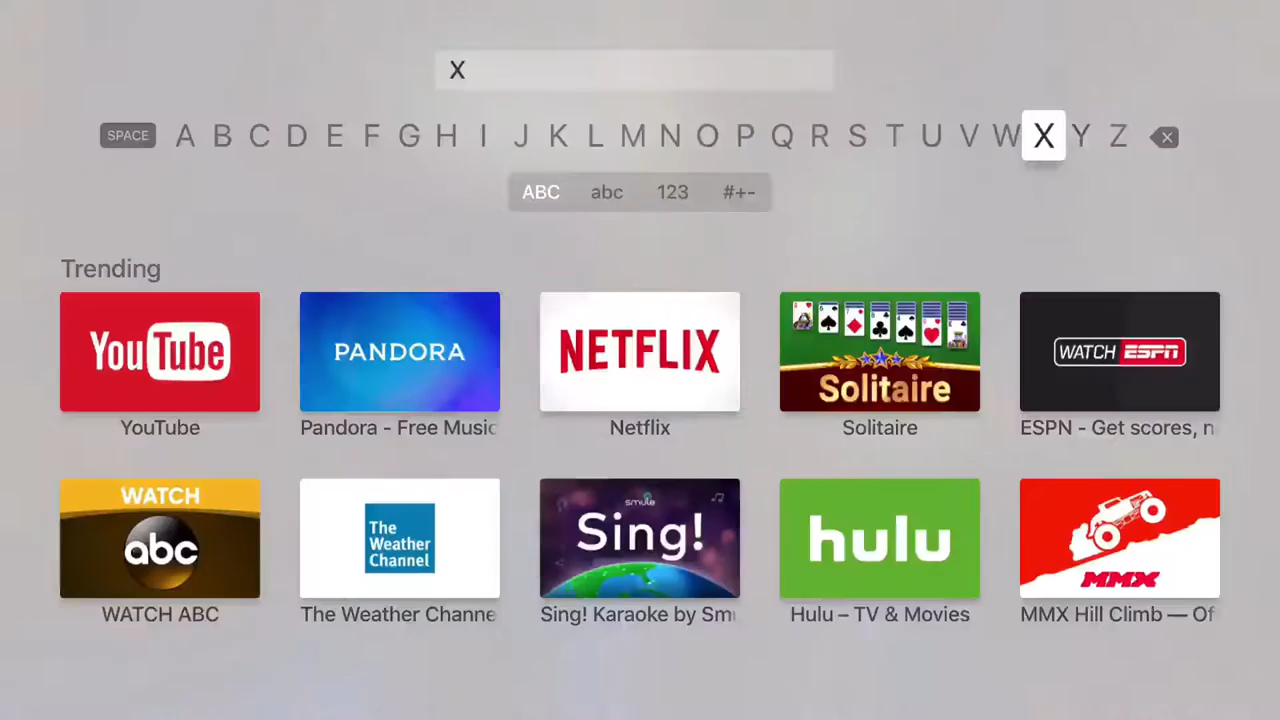 X
SPACE A B C D E F G H I J K L M N O P Q R S T U V W X Y Z
ABC abc 123 #+-
Trending
YouTube
PANDORA
NETFLIX
Solitaire
WATCH ESPN
YouTube
Pandora - Free Music
Netflix
Solitaire
ESPN - Get scores, n
WATCH
abc
The
Weather
Channel
smule
Sing!
hulu
MMX
WATCH ABC
The Weather Channe
Sing! Karaoke by Smu
Hulu – TV & Movies
MMX Hill Climb — Of